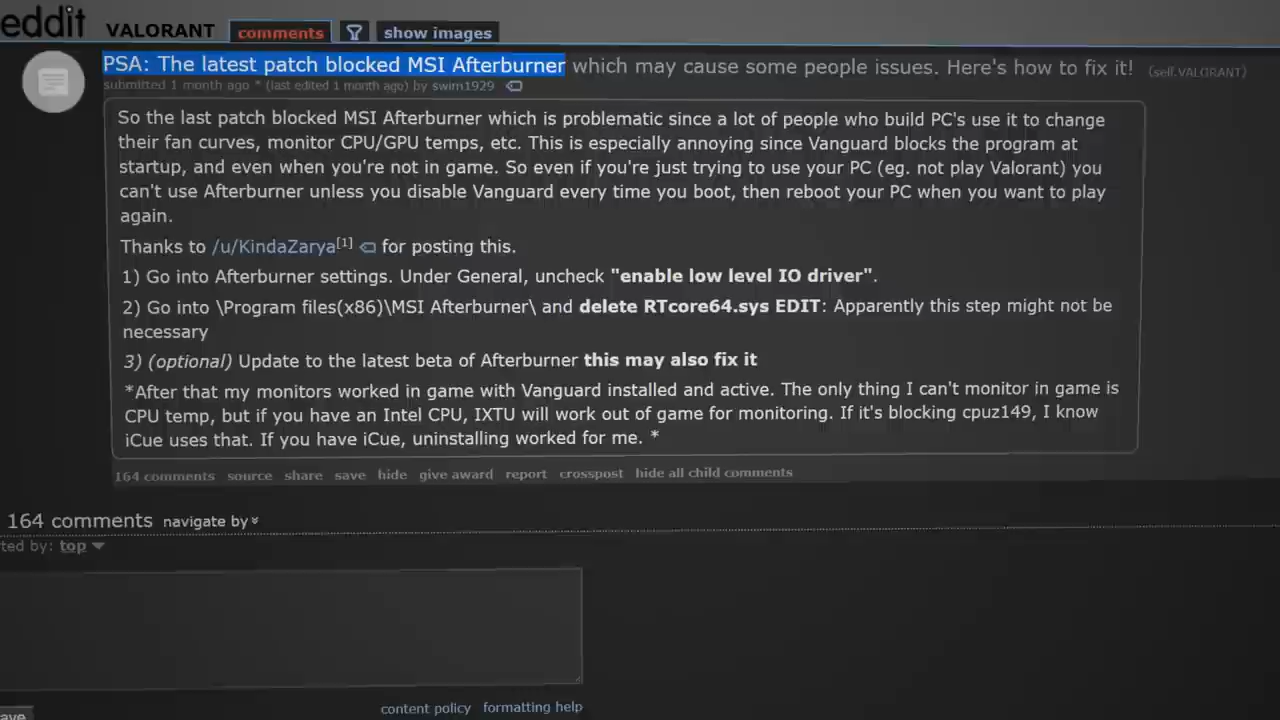 eddit VALORANT comments show images
PSA: The latest patch blocked MSI Afterburner which may cause some people issues. Here's how to fix it! (self.VALORANT)
submitted 1 month ago * (last edited 1 month ago) by swim1929
So the last patch blocked MSI Afterburner which is problematic since a lot of people who build PC's use it to change
their fan curves, monitor CPU/GPU temps, etc. This is especially annoying since Vanguard blocks the program at
startup, and even when you're not in game. So even if you're just trying to use your PC (eg. not play Valorant) you
can't use Afterburner unless you disable Vanguard every time you boot, then reboot your PC when you want to play
again.
Thanks to /u/KindaZarya[1] for posting this.
1) Go into Afterburner settings. Under General, uncheck "enable low level IO driver".
2) Go into \Program files(x86)\MSI Afterburner\ and delete RTcore64.sys EDIT: Apparently this step might not be
necessary
3) (optional) Update to the latest beta of Afterburner this may also fix it
*After that my monitors worked in game with Vanguard installed and active. The only thing I can't monitor in game is
CPU temp, but if you have an Intel CPU, IXTU will work out of game for monitoring. If it's blocking cpuz149, I know
iCue uses that. If you have iCue, uninstalling worked for me. *
164 comments source share save hide give award report crosspost hide all child comments
164 comments navigate by
ted by: top
content policy formatting help
ave